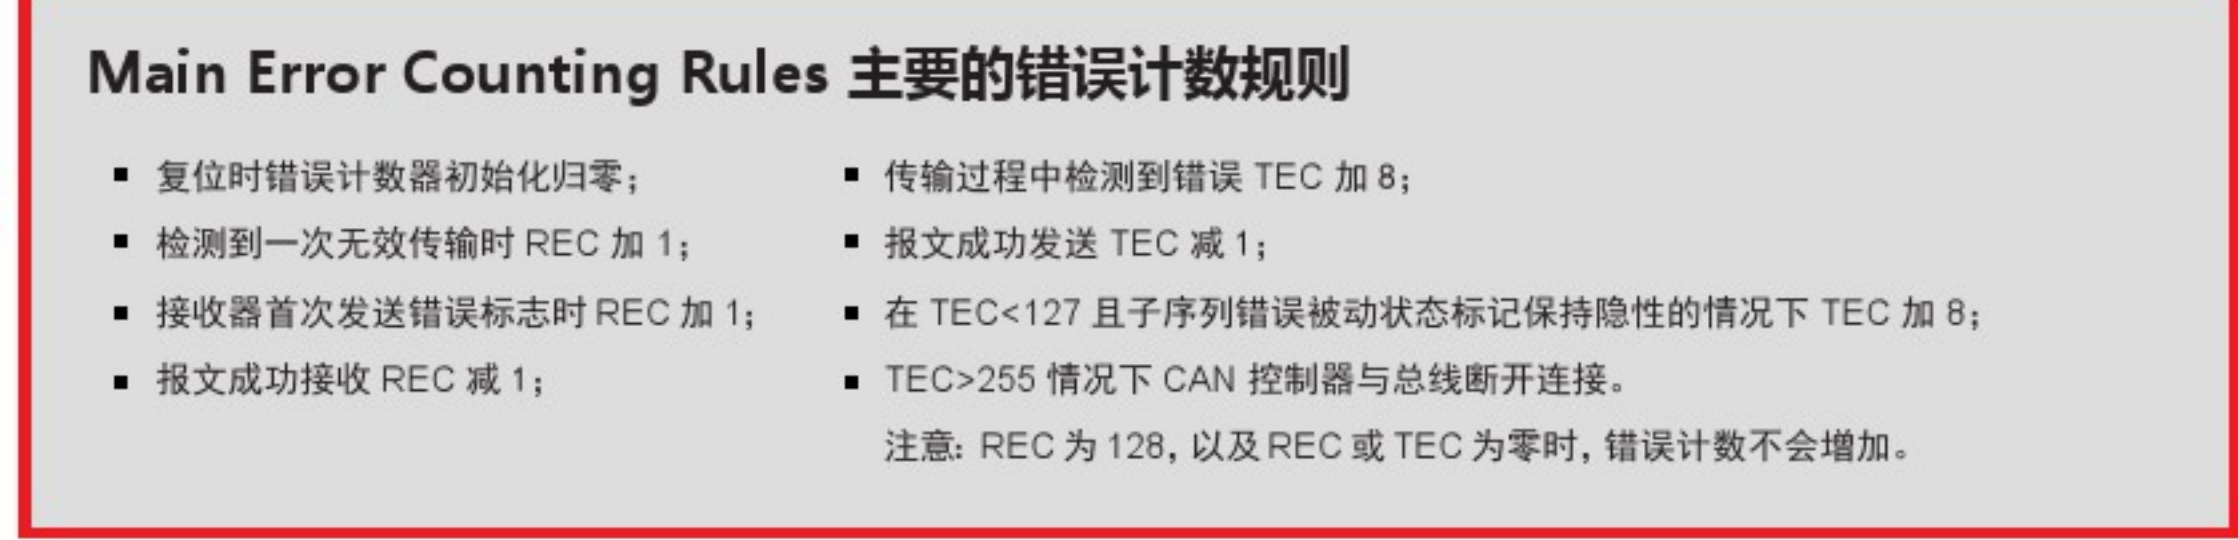 Main Error Counting Rules 主要的错误计数规则
▪ 复位时错误计数器初始化归零；
▪ 检测到一次无效传输时 REC 加 1；
▪ 接收器首次发送错误标志时 REC 加 1；
▪ 报文成功接收 REC 减 1；
▪ 传输过程中检测到错误 TEC 加 8；
▪ 报文成功发送 TEC 减 1；
▪ 在 TEC<127 且子序列错误被动状态标记保持隐性的情况下 TEC 加 8；
▪ TEC>255 情况下 CAN 控制器与总线断开连接。
注意：REC 为 128，以及 REC 或 TEC 为零时，错误计数不会增加。